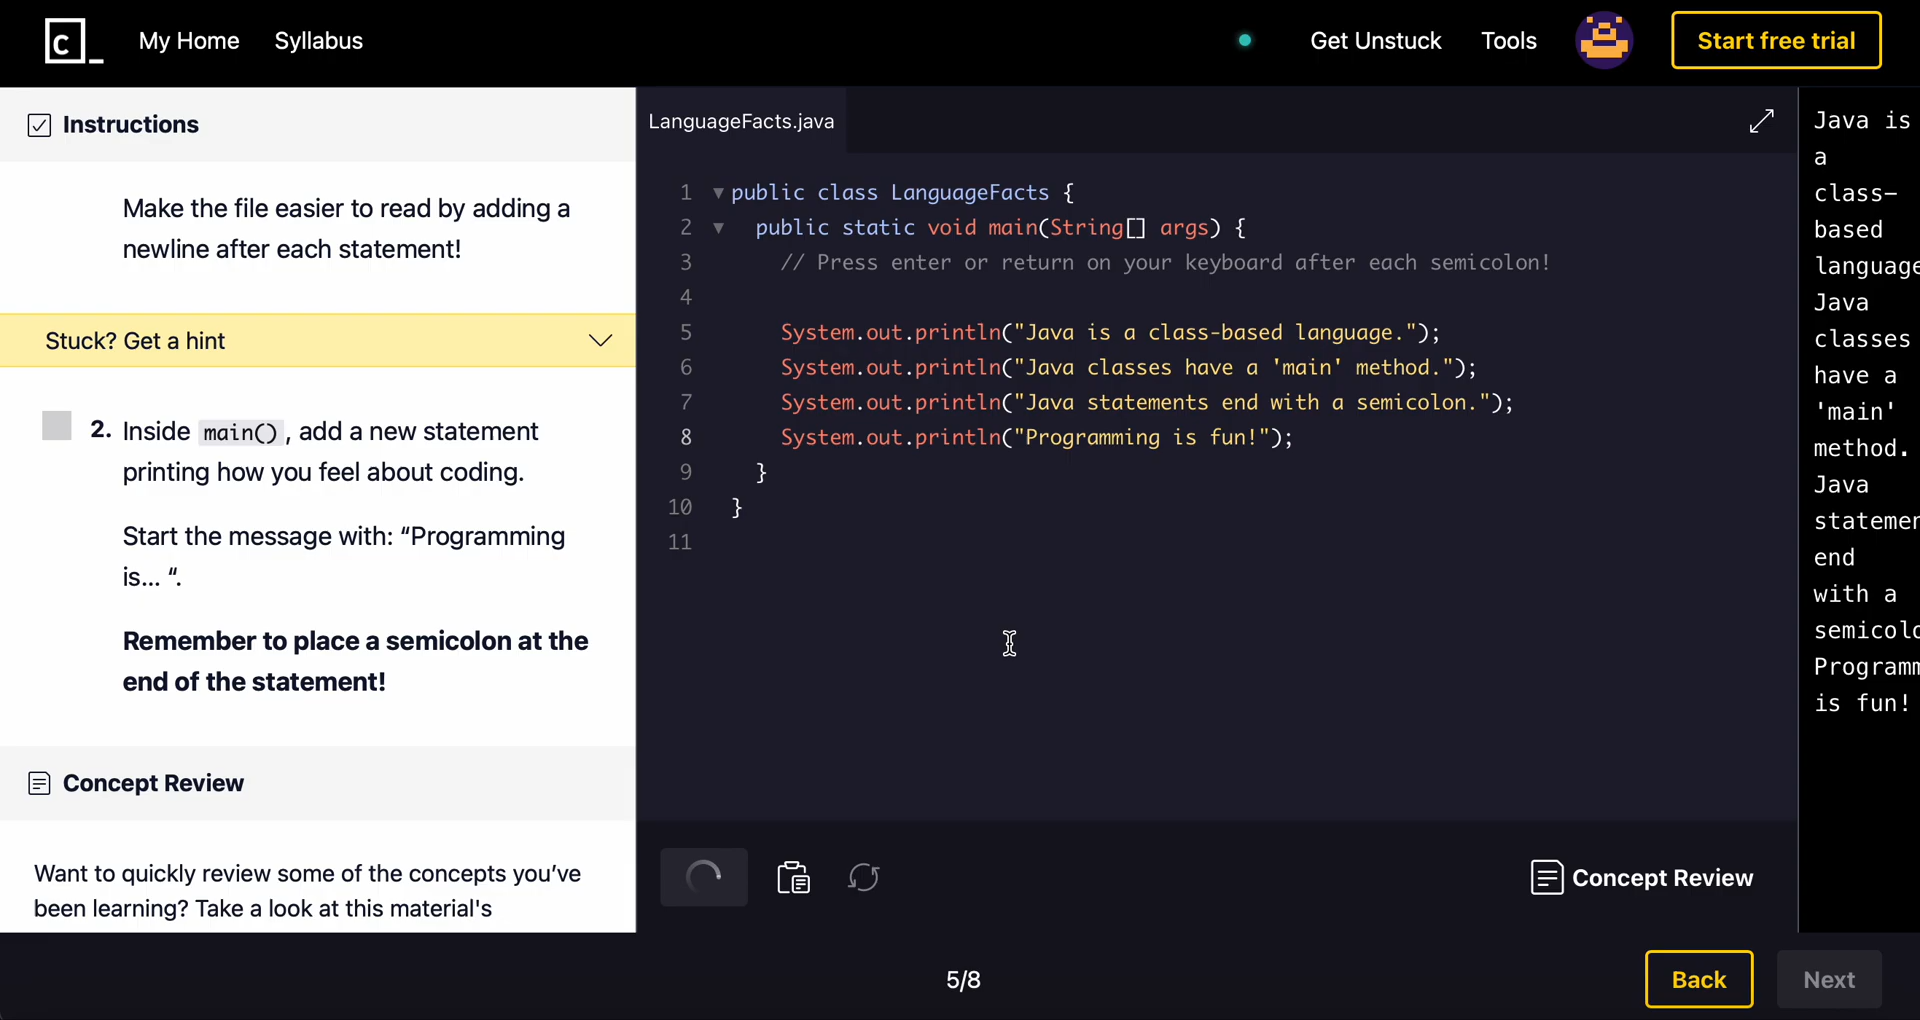 C_
My Home
Syllabus
Get Unstuck
Tools
Start free trial
Instructions
Make the file easier to read by adding a
newline after each statement!
Stuck? Get a hint
2. Inside main(), add a new statement
printing how you feel about coding.
Start the message with: “Programming
is... “.
Remember to place a semicolon at the
end of the statement!
Concept Review
Want to quickly review some of the concepts you’ve
been learning? Take a look at this material's
LanguageFacts.java
1 public class LanguageFacts {
2 public static void main(String[] args) {
3 // Press enter or return on your keyboard after each semicolon!
4
5 System.out.println("Java is a class-based language.");
6 System.out.println("Java classes have a 'main' method.");
7 System.out.println("Java statements end with a semicolon.");
8 System.out.println("Programming is fun!");
9 }
10 }
11
Concept Review
Java is
a
class-
based
language
Java
classes
have a
'main'
method.
Java
statemen
end
with a
semicolo
Programm
is fun!
5/8
Back
Next